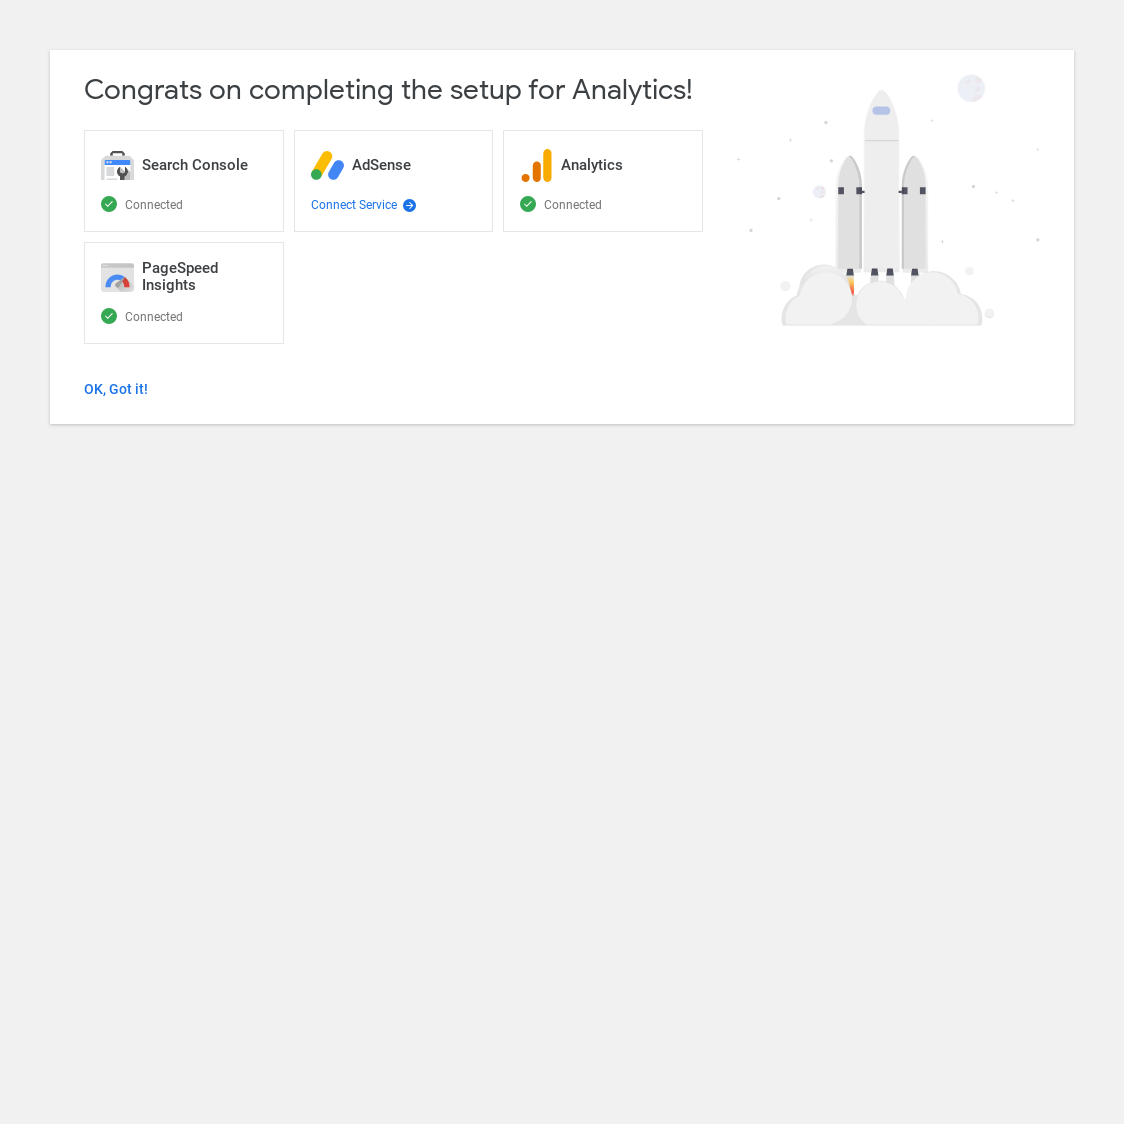 Congrats on completing the setup for Analytics!
Search Console
Connected
AdSense
Connect Service
Analytics
Connected
PageSpeed
Insights
Connected
OK, Got it!